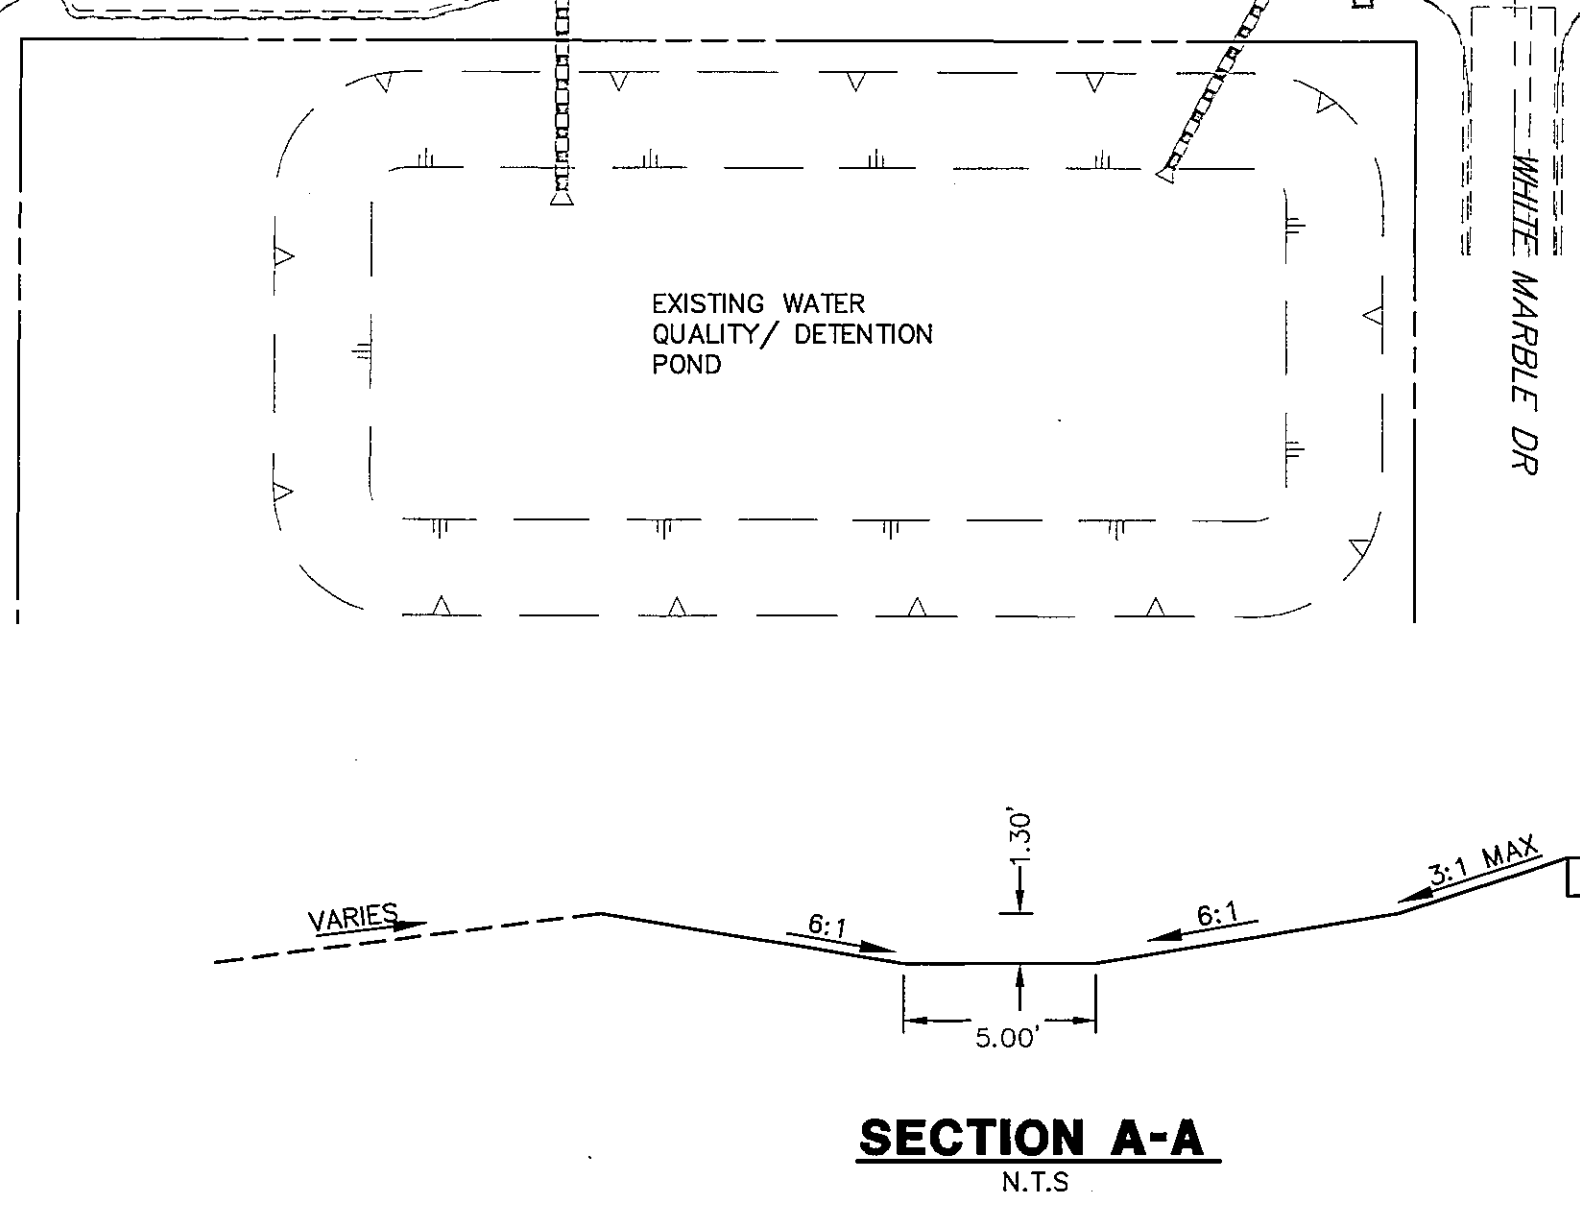 EXISTING WATER
QUALITY/ DETENTION
POND
WHITE MARBLE DR
1.30'
VARIES
6:1
6:1
3:1 MAX
5.00'
SECTION A-A
N.T.S